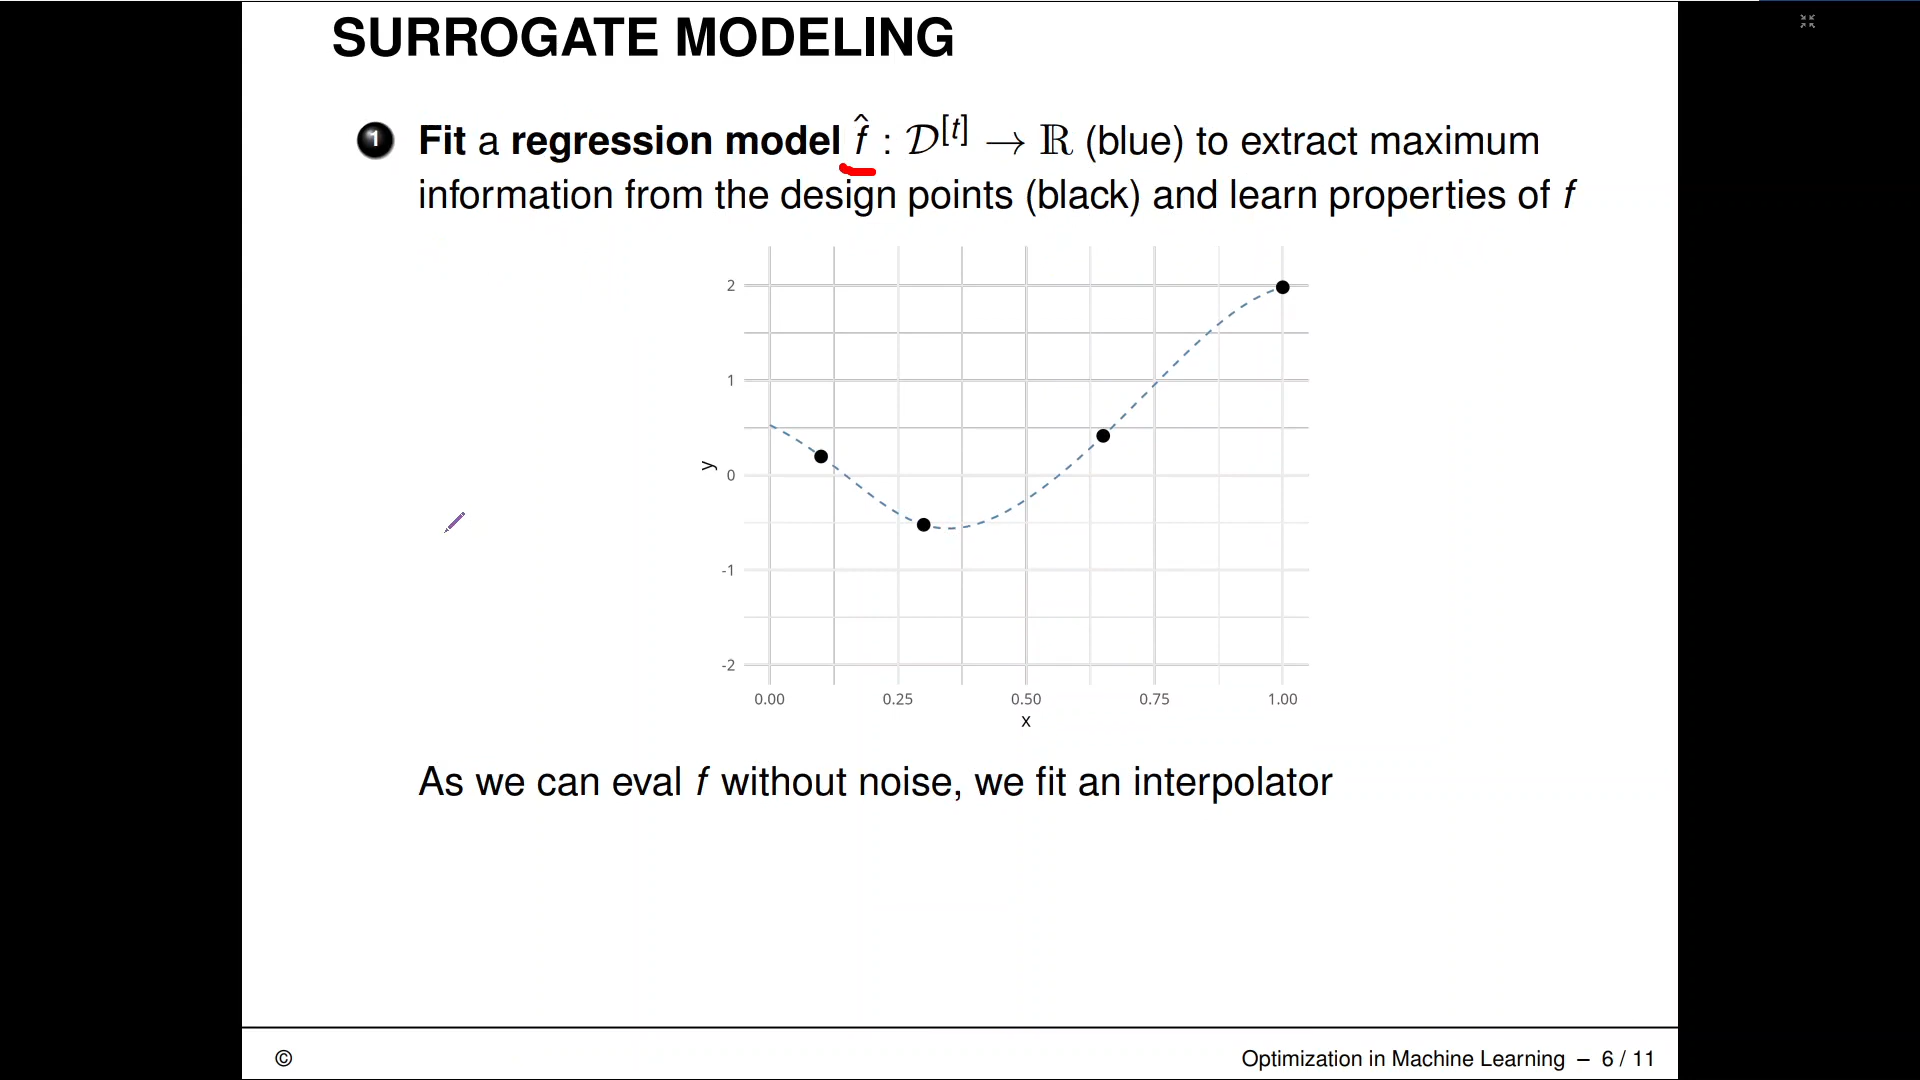 SURROGATE MODELING
1 Fit a regression model f̂ : 𝒟^[t] → ℝ (blue) to extract maximum
information from the design points (black) and learn properties of f
2
1
0
-1
-2
y
0.00 0.25 0.50 0.75 1.00
x
As we can eval f without noise, we fit an interpolator
© Optimization in Machine Learning – 6 / 11